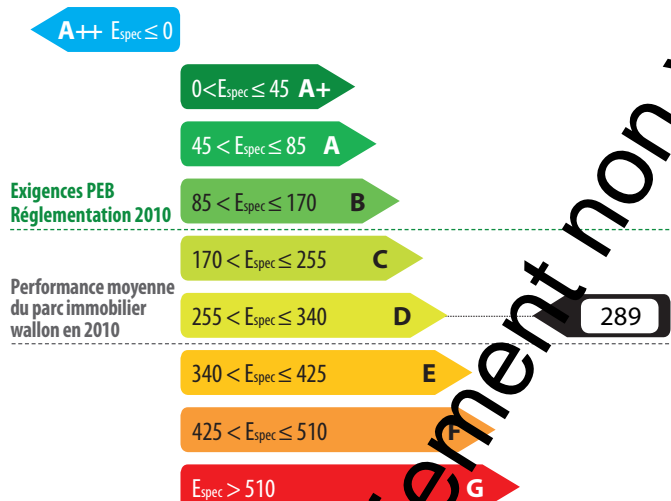 A++ Espec ≤ 0
0<Espec ≤ 45 A+
45 < Espec ≤ 85 A
Exigences PEB
Réglementation 2010
85 < Espec ≤ 170 B
170 < Espec ≤ 255 C
Performance moyenne
du parc immobilier
wallon en 2010
255 < Espec ≤ 340 D
289
340 < Espec ≤ 425 E
425 < Espec ≤ 510 F
Espec > 510 G
ement non